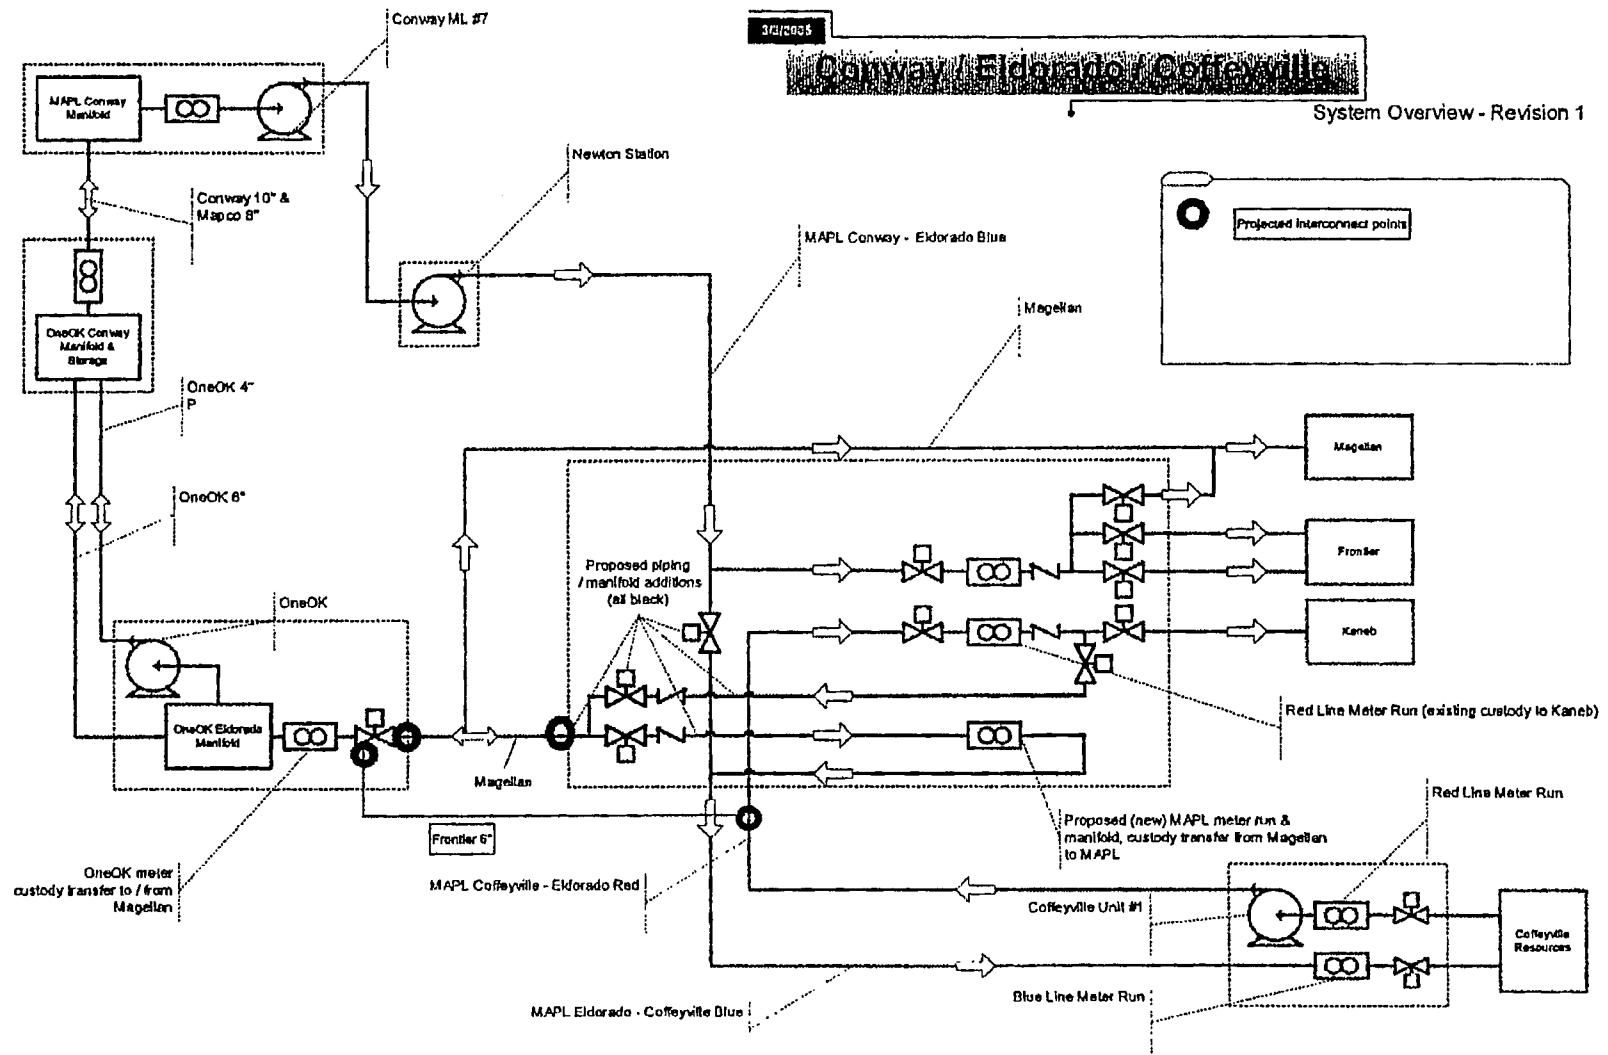 Conway ML #7
3/3/2005
Conway / Eldorado / Coffeyville
System Overview - Revision 1
MAPL Conway
Manifold
Newton Station
Conway 10" &
Mapco 8"
Projected interconnect points
MAPL Conway - Eldorado Blue
Magellan
OneOK Conway
Manifold &
Storage
OneOK 4"
P
Magellan
OneOK 6"
Frontier
Proposed piping
/ manifold additions
(all black)
OneOK
Kaneb
OneOK Eldorado
Manifold
Red Line Meter Run (existing custody to Kaneb)
Magellan
Red Line Meter Run
Proposed (new) MAPL meter run &
manifold, custody transfer from Magellan
to MAPL
Frontier 6"
OneOK meter
custody transfer to / from
Magellan
MAPL Coffeyville - Eldorado Red
Coffeyville Unit #1
Coffeyville
Resources
Blue Line Meter Run
MAPL Eldorado - Coffeyville Blue